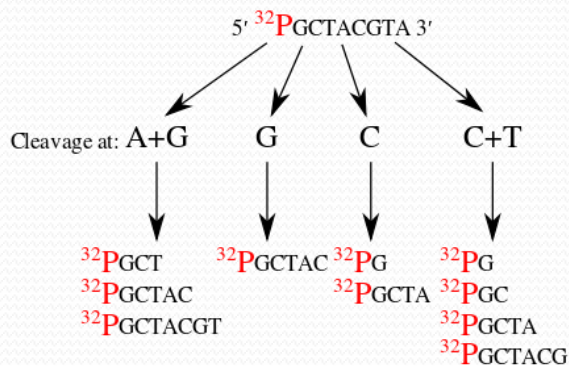 5′ ³²PGCTACGTA 3′
Cleavage at: A+G G C C+T
³²PGCT ³²PGCTAC ³²PG ³²PG
³²PGCTAC ³²PGCTA ³²PGC
³²PGCTACGT ³²PGCTA
³²PGCTACG